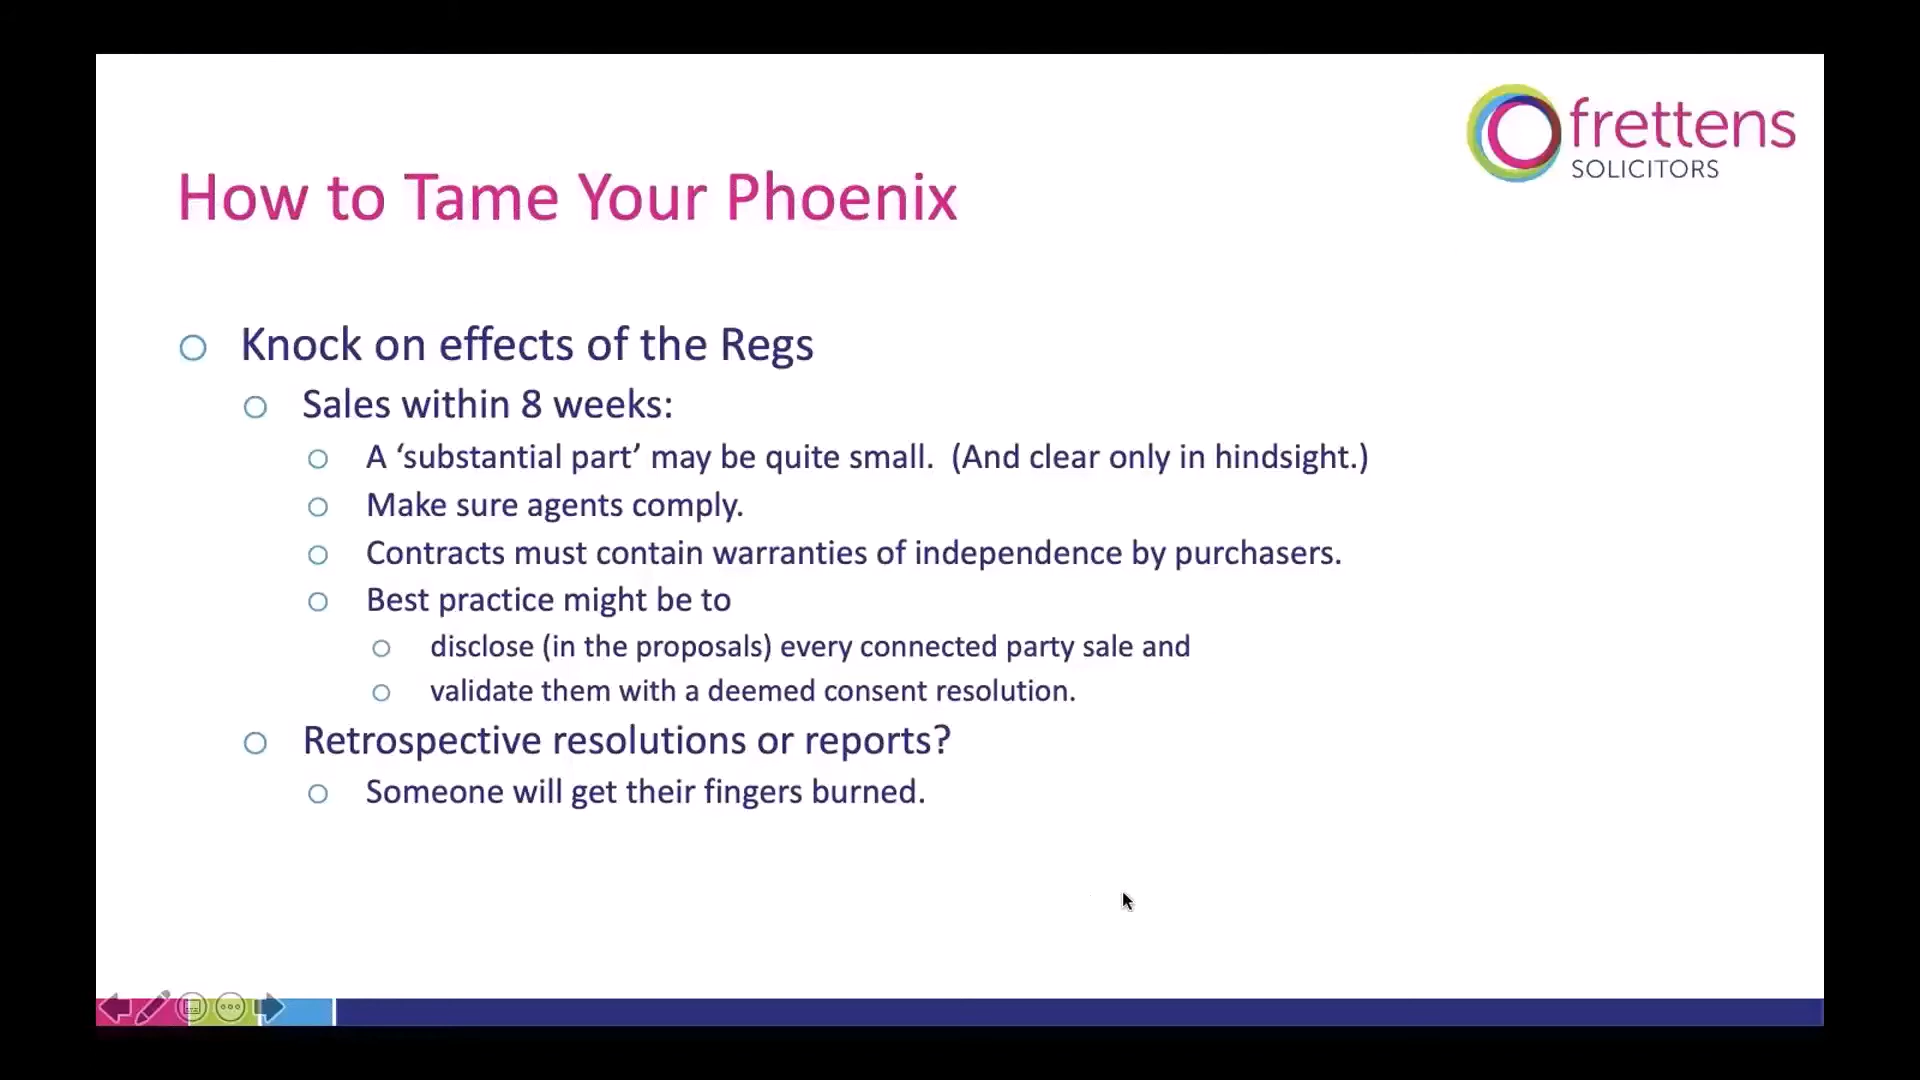 frettens
SOLICITORS
How to Tame Your Phoenix
Knock on effects of the Regs
Sales within 8 weeks:
A ‘substantial part’ may be quite small.  (And clear only in hindsight.)
Make sure agents comply.
Contracts must contain warranties of independence by purchasers.
Best practice might be to
disclose (in the proposals) every connected party sale and
validate them with a deemed consent resolution.
Retrospective resolutions or reports?
Someone will get their fingers burned.